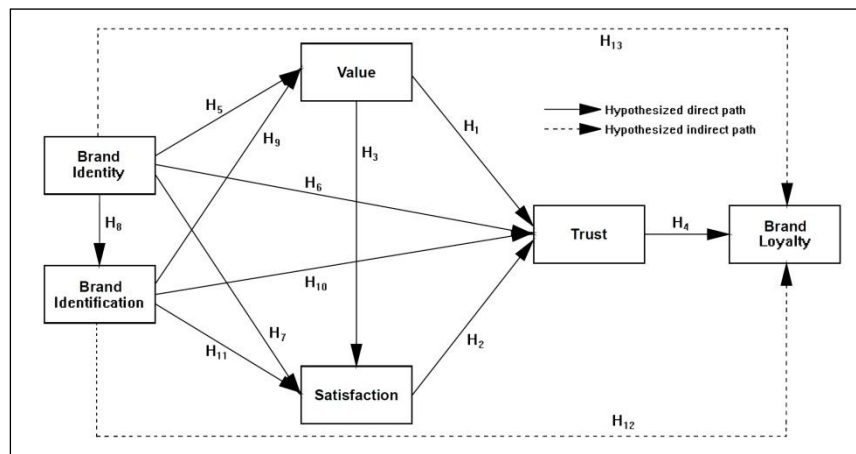 H13
Value
H5
H9
H1
Hypothesized direct path
Hypothesized indirect path
H3
Brand
Identity
H6
H8
Trust
H4
Brand
Loyalty
Brand
Identification
H10
H7
H11
H2
Satisfaction
H12